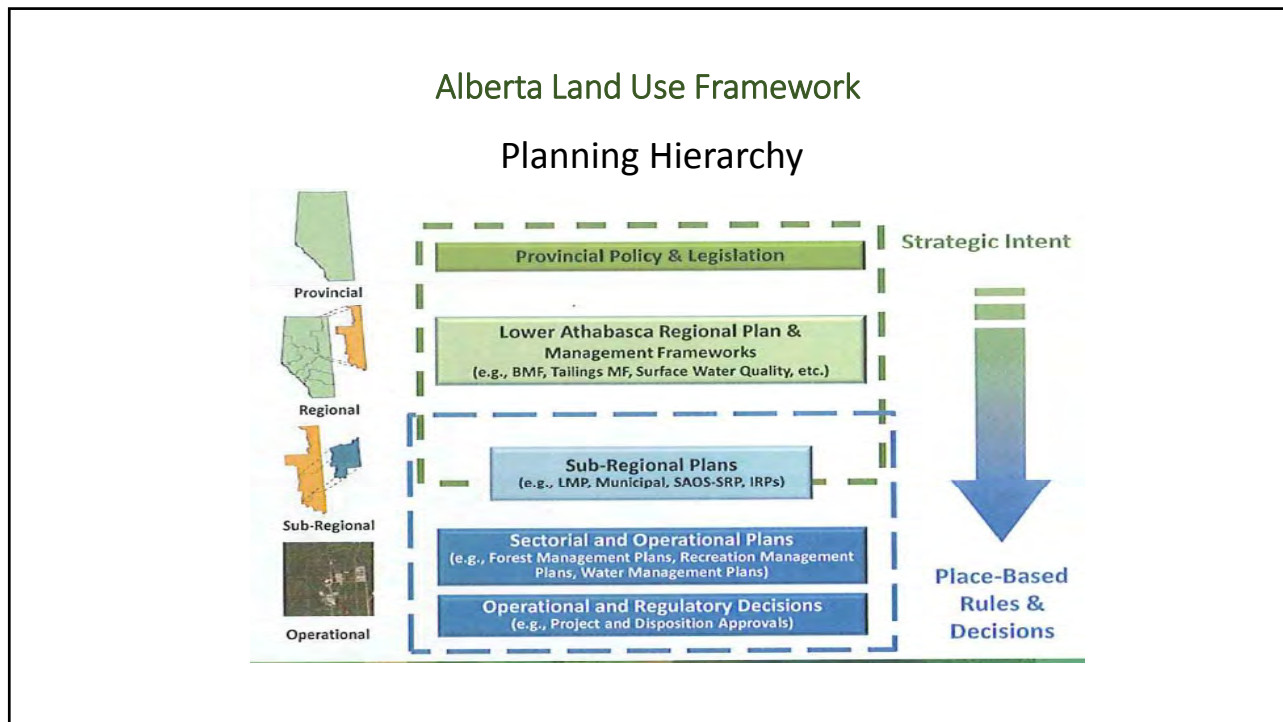 Alberta Land Use Framework
Planning Hierarchy
Provincial
Regional
Sub-Regional
Operational
Provincial Policy & Legislation
Lower Athabasca Regional Plan &
Management Frameworks
(e.g., BMF, Tailings MF, Surface Water Quality, etc.)
Sub-Regional Plans
(e.g., LMP, Municipal, SAOS-SRP, IRPs)
Sectorial and Operational Plans
(e.g., Forest Management Plans, Recreation Management
Plans, Water Management Plans)
Operational and Regulatory Decisions
(e.g., Project and Disposition Approvals)
Strategic Intent
Place-Based
Rules &
Decisions